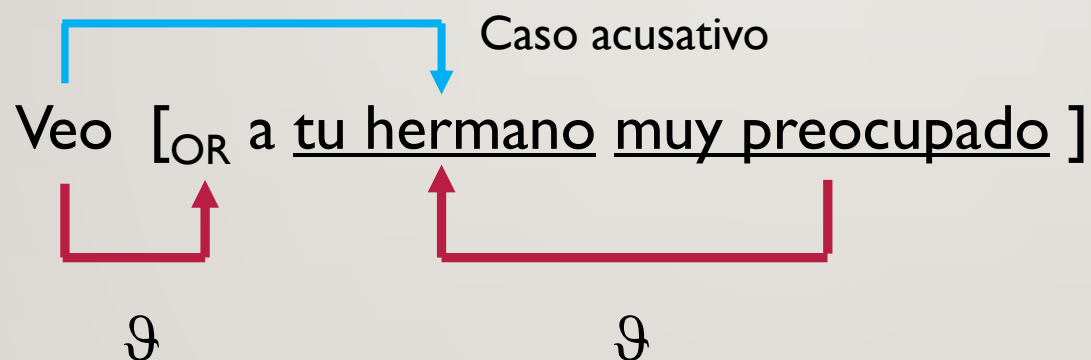 Caso acusativo
Veo [OR a tu hermano muy preocupado ]
ϑ ϑ